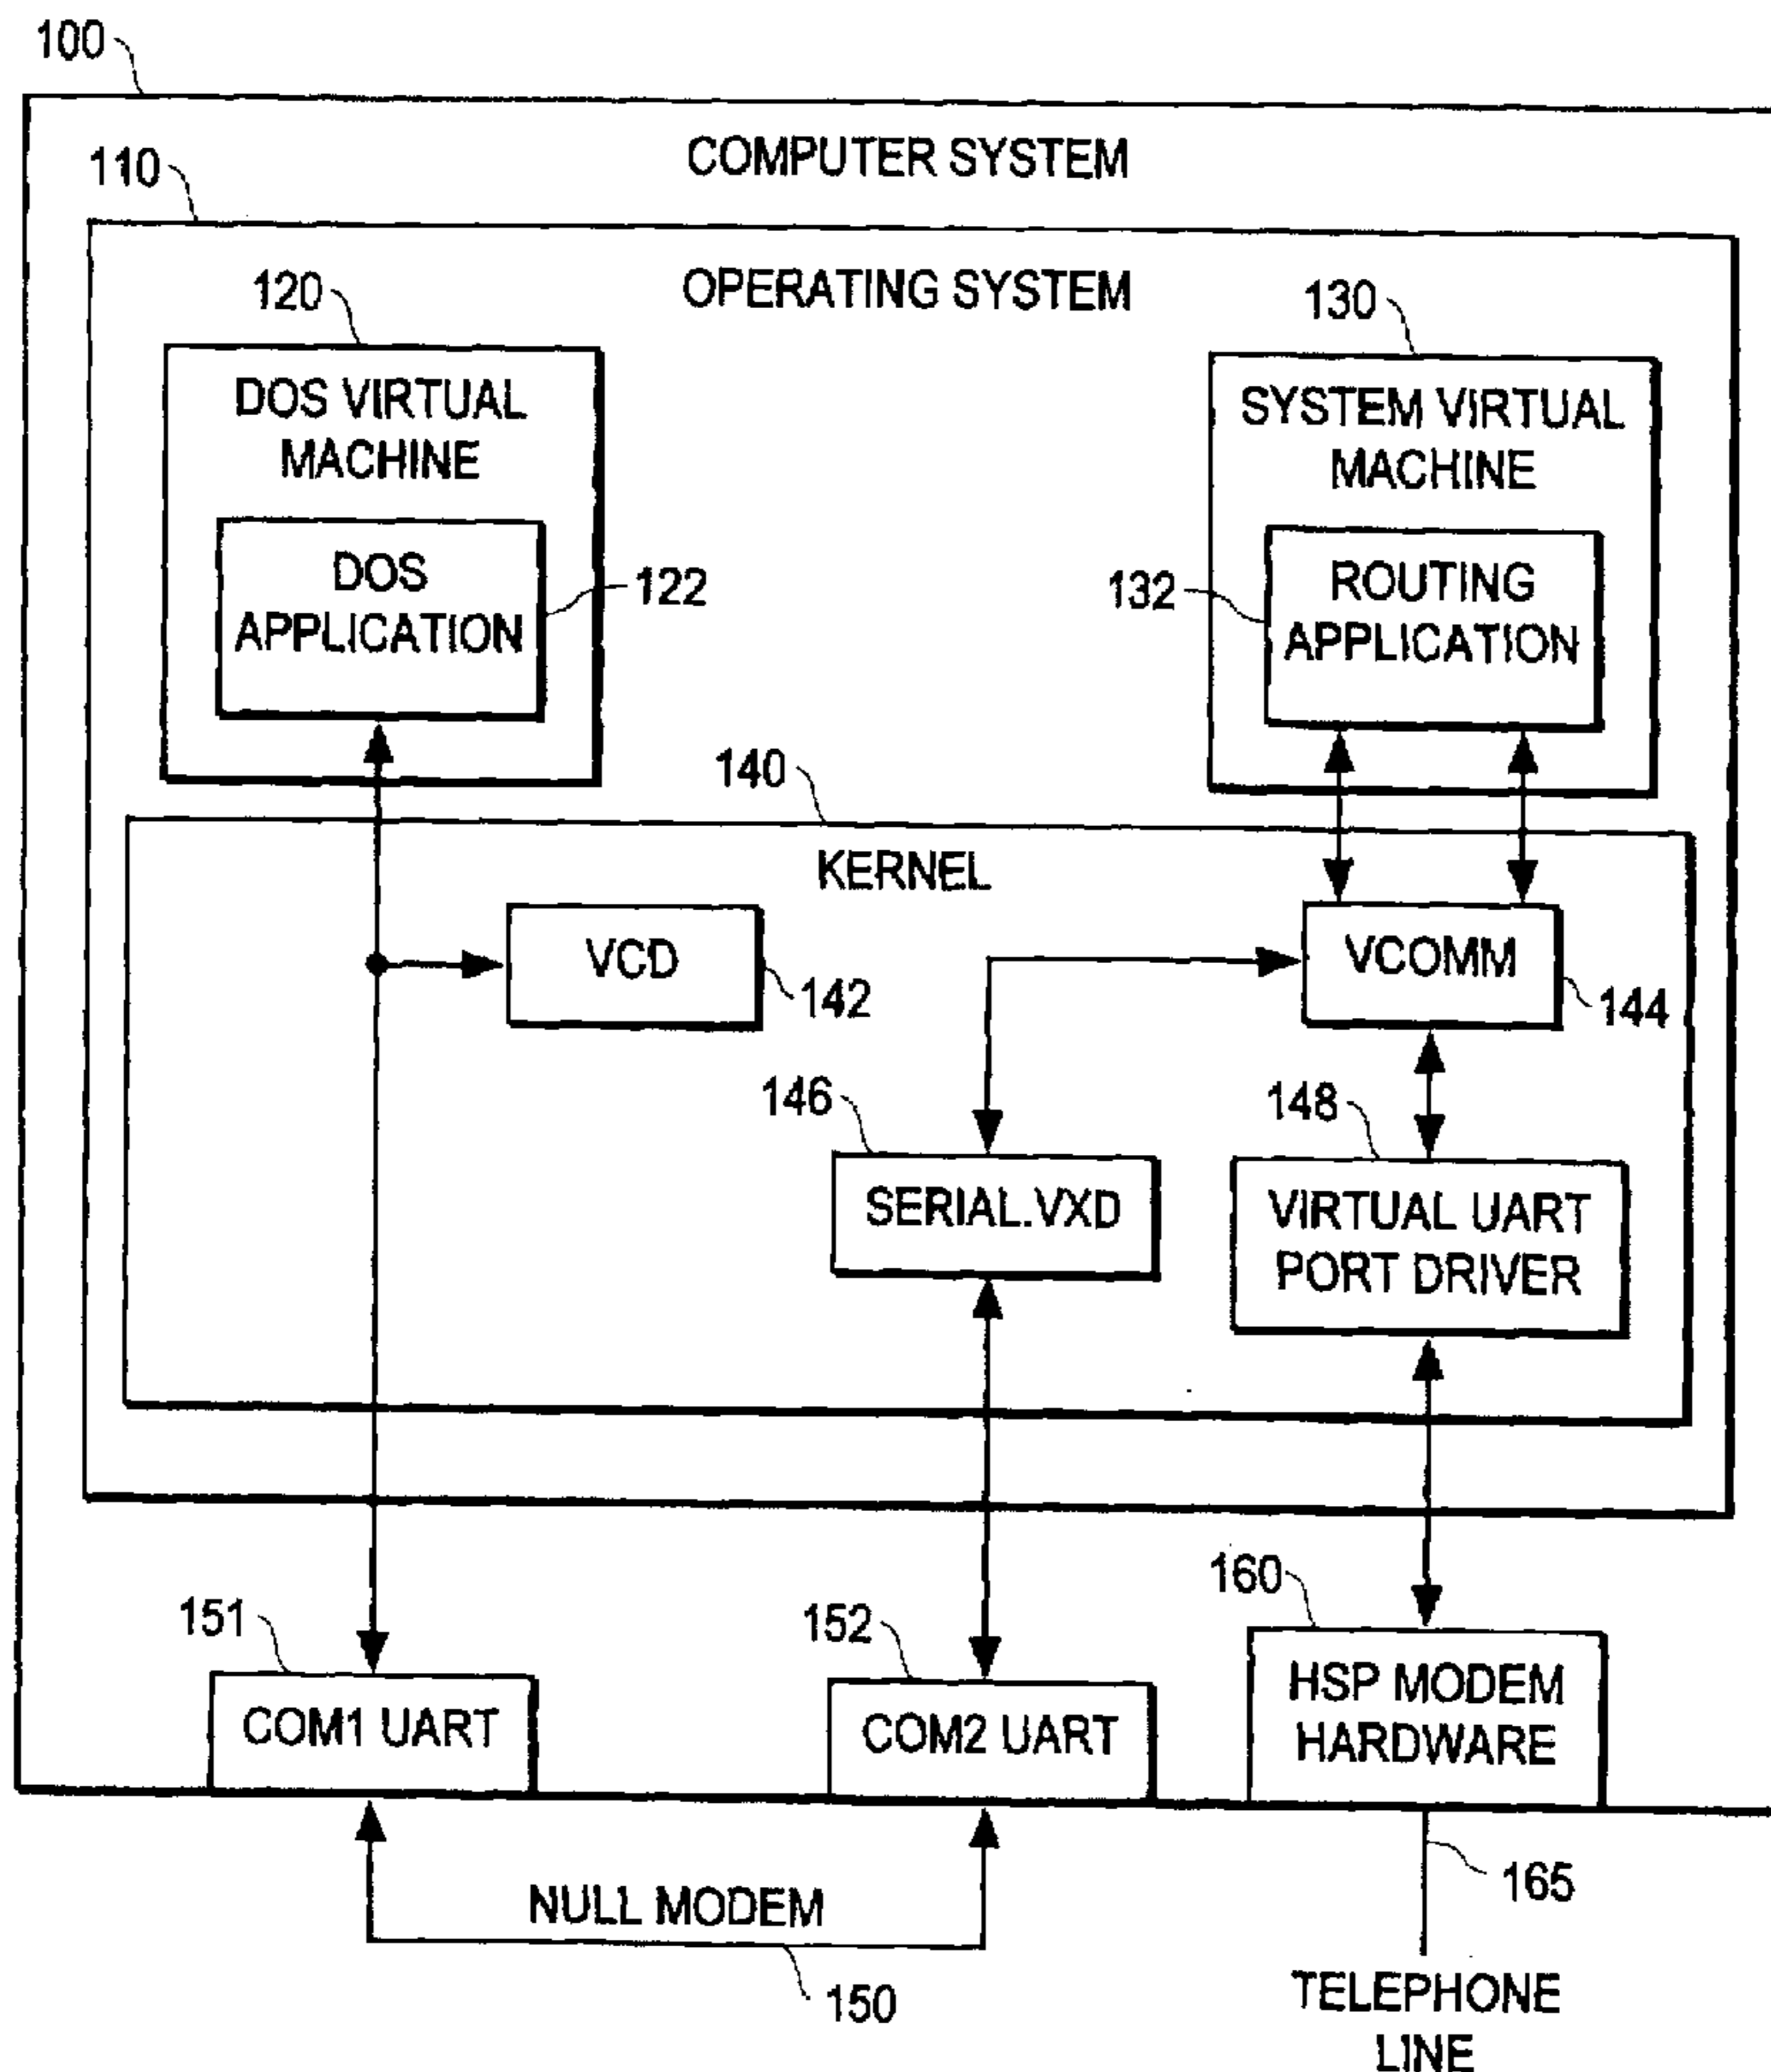 100
COMPUTER SYSTEM
110
OPERATING SYSTEM
120
130
DOS VIRTUAL
MACHINE
SYSTEM VIRTUAL
MACHINE
DOS
APPLICATION
122
132
ROUTING
APPLICATION
140
KERNEL
VCD
142
VCOMM
144
146
148
SERIAL.VXD
VIRTUAL UART
PORT DRIVER
151
152
160
COM1 UART
COM2 UART
HSP MODEM
HARDWARE
NULL MODEM
150
165
TELEPHONE
LINE